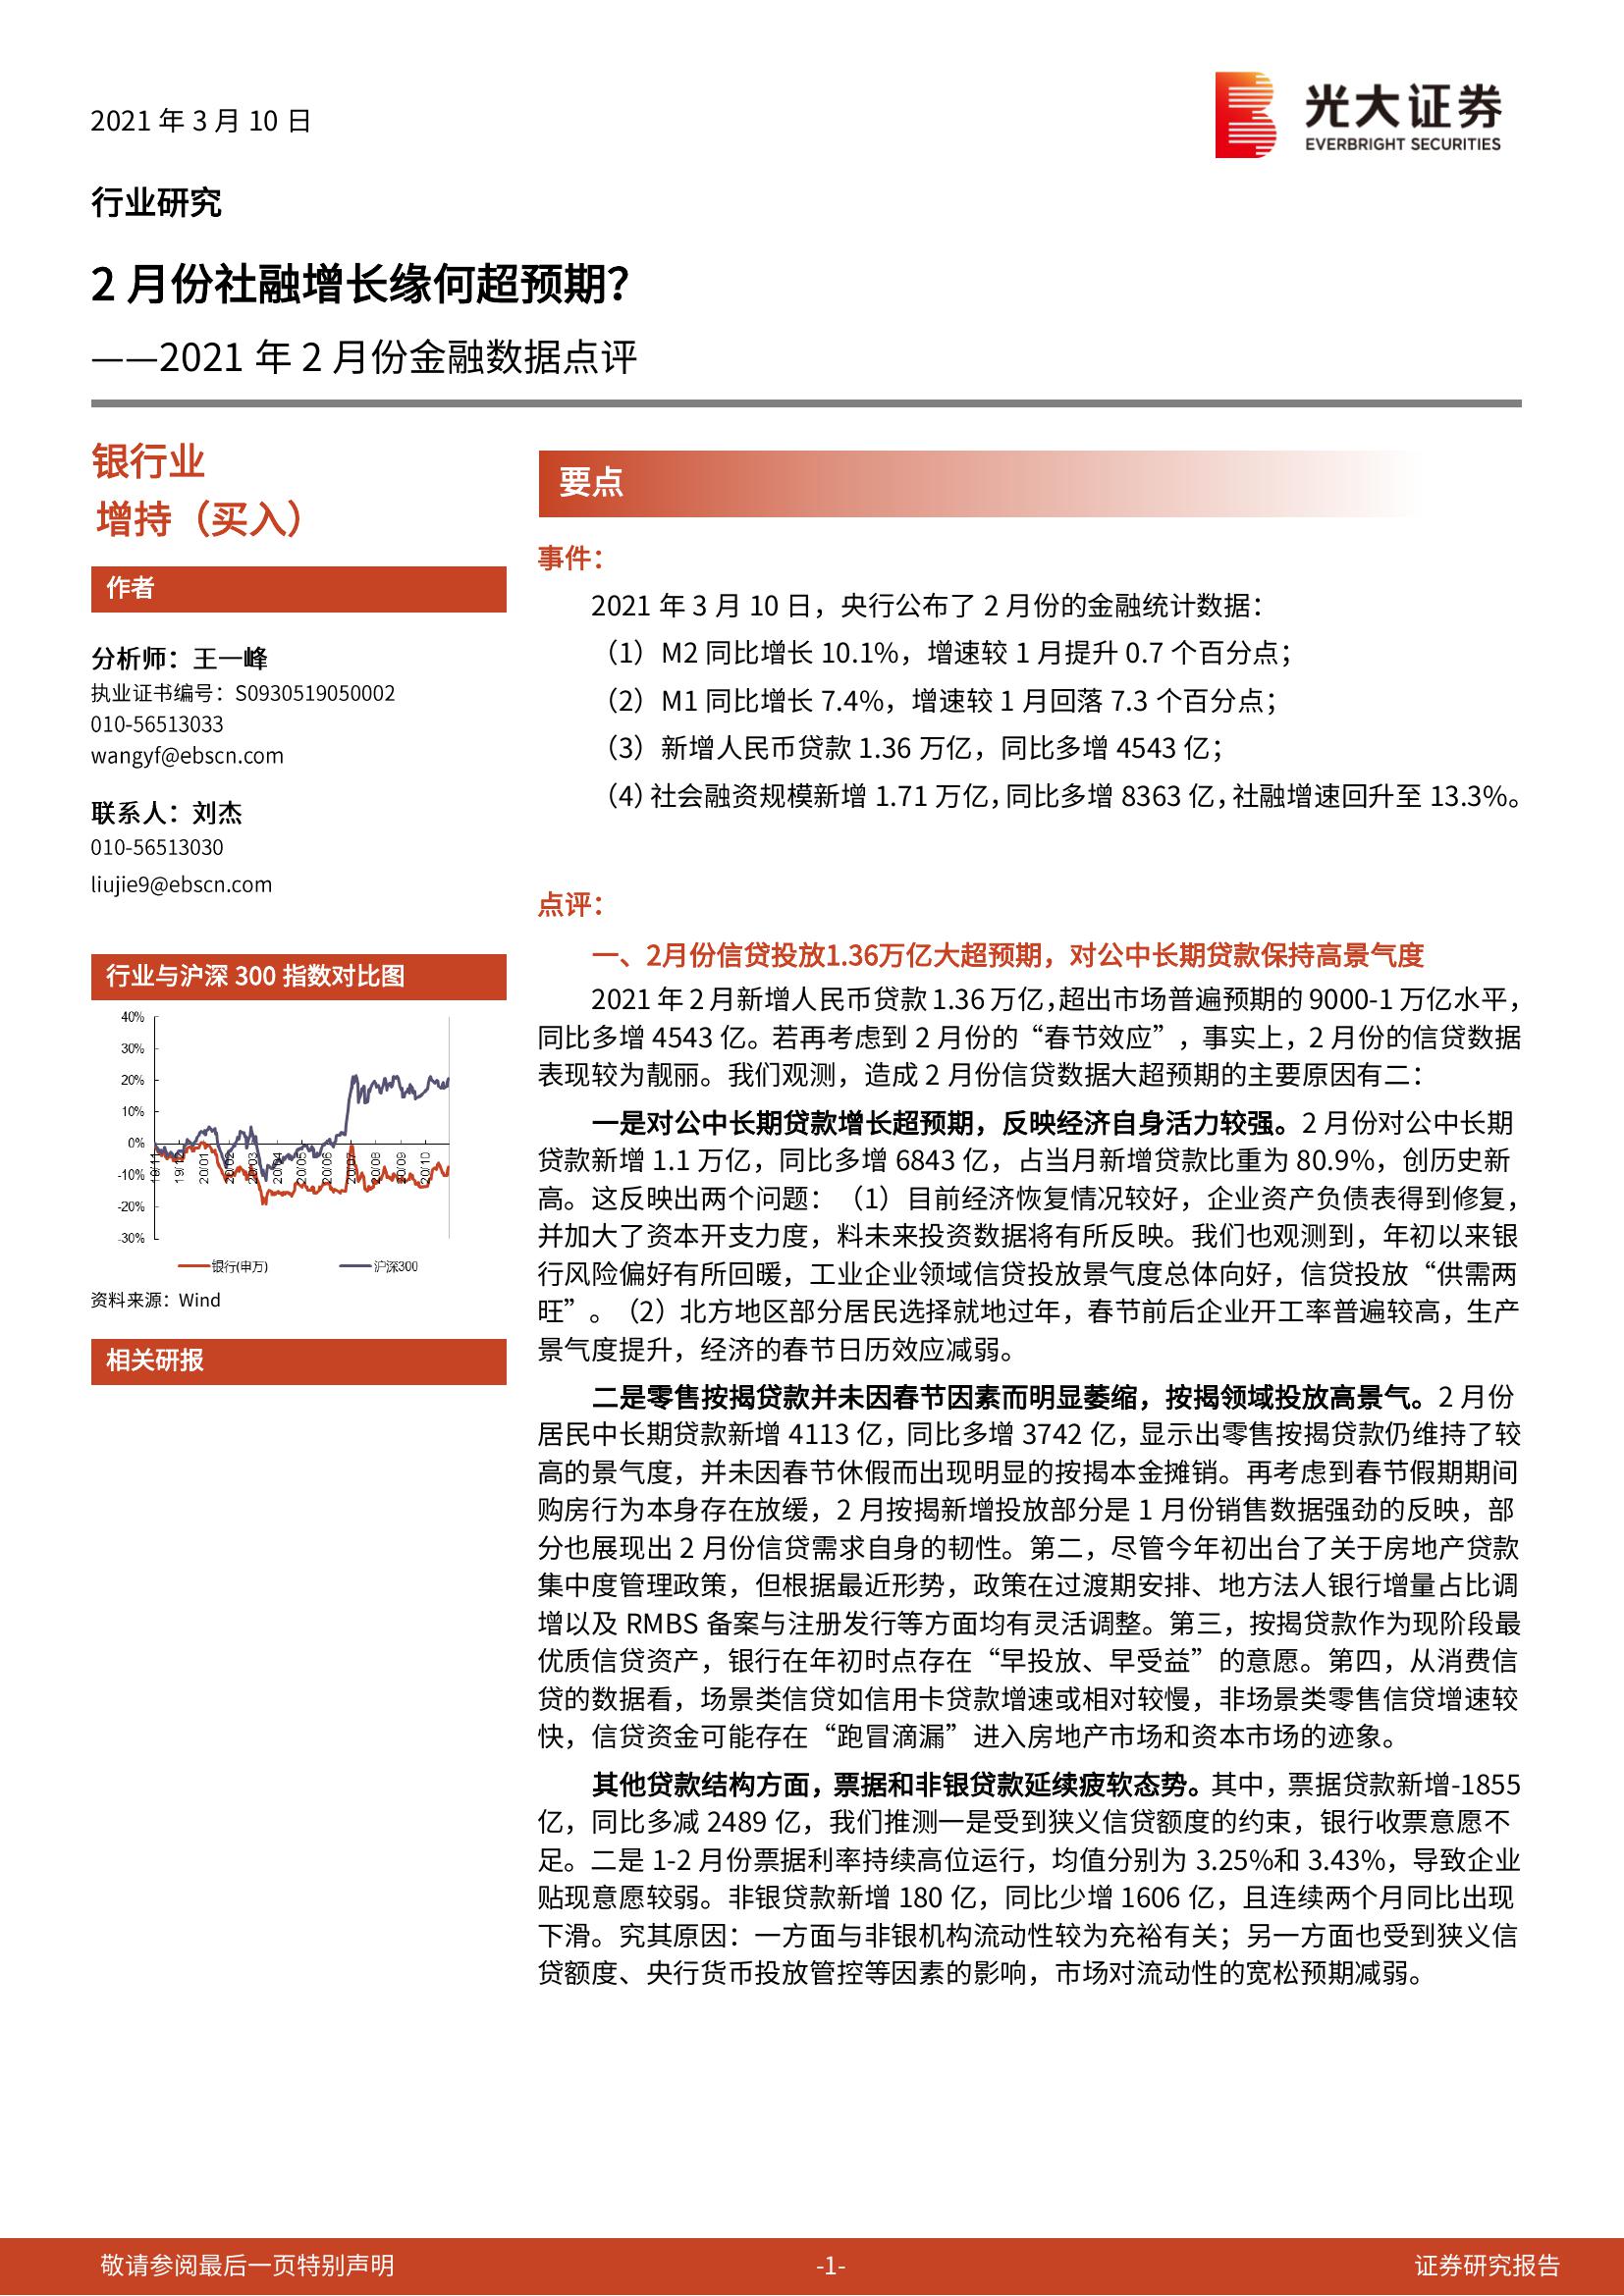 2021 年 3 月 10 日
光大证券
EVERBRIGHT SECURITIES
行业研究
2 月份社融增长缘何超预期？
——2021 年 2 月份金融数据点评
银行业
增持（买入）
作者
分析师：王一峰
执业证书编号：S0930519050002
010-56513033
wangyf@ebscn.com
联系人：刘杰
010-56513030
liujie9@ebscn.com
行业与沪深 300 指数对比图
40%
30%
20%
10%
0%
-10%
-20%
-30%
19/11 19/12 20/01 20/02 20/03 20/04 20/05 20/06 20/07 20/08 20/09 20/10
银行(申万) 沪深300
资料来源：Wind
相关研报
要点
事件：
2021 年 3 月 10 日，央行公布了 2 月份的金融统计数据：
（1）M2 同比增长 10.1%，增速较 1 月提升 0.7 个百分点；
（2）M1 同比增长 7.4%，增速较 1 月回落 7.3 个百分点；
（3）新增人民币贷款 1.36 万亿，同比多增 4543 亿；
（4）社会融资规模新增 1.71 万亿，同比多增 8363 亿，社融增速回升至 13.3%。
点评：
一、2月份信贷投放1.36万亿大超预期，对公中长期贷款保持高景气度
2021 年 2 月新增人民币贷款 1.36 万亿，超出市场普遍预期的 9000-1 万亿水平，
同比多增 4543 亿。若再考虑到 2 月份的“春节效应”，事实上，2 月份的信贷数据
表现较为靓丽。我们观测，造成 2 月份信贷数据大超预期的主要原因有二：
一是对公中长期贷款增长超预期，反映经济自身活力较强。2 月份对公中长期
贷款新增 1.1 万亿，同比多增 6843 亿，占当月新增贷款比重为 80.9%，创历史新
高。这反映出两个问题：（1）目前经济恢复情况较好，企业资产负债表得到修复，
并加大了资本开支力度，料未来投资数据将有所反映。我们也观测到，年初以来银
行风险偏好有所回暖，工业企业领域信贷投放景气度总体向好，信贷投放“供需两
旺”。（2）北方地区部分居民选择就地过年，春节前后企业开工率普遍较高，生产
景气度提升，经济的春节日历效应减弱。
二是零售按揭贷款并未因春节因素而明显萎缩，按揭领域投放高景气。2 月份
居民中长期贷款新增 4113 亿，同比多增 3742 亿，显示出零售按揭贷款仍维持了较
高的景气度，并未因春节休假而出现明显的按揭本金摊销。再考虑到春节假期期间
购房行为本身存在放缓，2 月按揭新增投放部分是 1 月份销售数据强劲的反映，部
分也展现出 2 月份信贷需求自身的韧性。第二，尽管今年初出台了关于房地产贷款
集中度管理政策，但根据最近形势，政策在过渡期安排、地方法人银行增量占比调
增以及 RMBS 备案与注册发行等方面均有灵活调整。第三，按揭贷款作为现阶段最
优质信贷资产，银行在年初时点存在“早投放、早受益”的意愿。第四，从消费信
贷的数据看，场景类信贷如信用卡贷款增速或相对较慢，非场景类零售信贷增速较
快，信贷资金可能存在“跑冒滴漏”进入房地产市场和资本市场的迹象。
其他贷款结构方面，票据和非银贷款延续疲软态势。其中，票据贷款新增-1855
亿，同比多减 2489 亿，我们推测一是受到狭义信贷额度的约束，银行收票意愿不
足。二是 1-2 月份票据利率持续高位运行，均值分别为 3.25%和 3.43%，导致企业
贴现意愿较弱。非银贷款新增 180 亿，同比少增 1606 亿，且连续两个月同比出现
下滑。究其原因：一方面与非银机构流动性较为充裕有关；另一方面也受到狭义信
贷额度、央行货币投放管控等因素的影响，市场对流动性的宽松预期减弱。
敬请参阅最后一页特别声明 -1- 证券研究报告